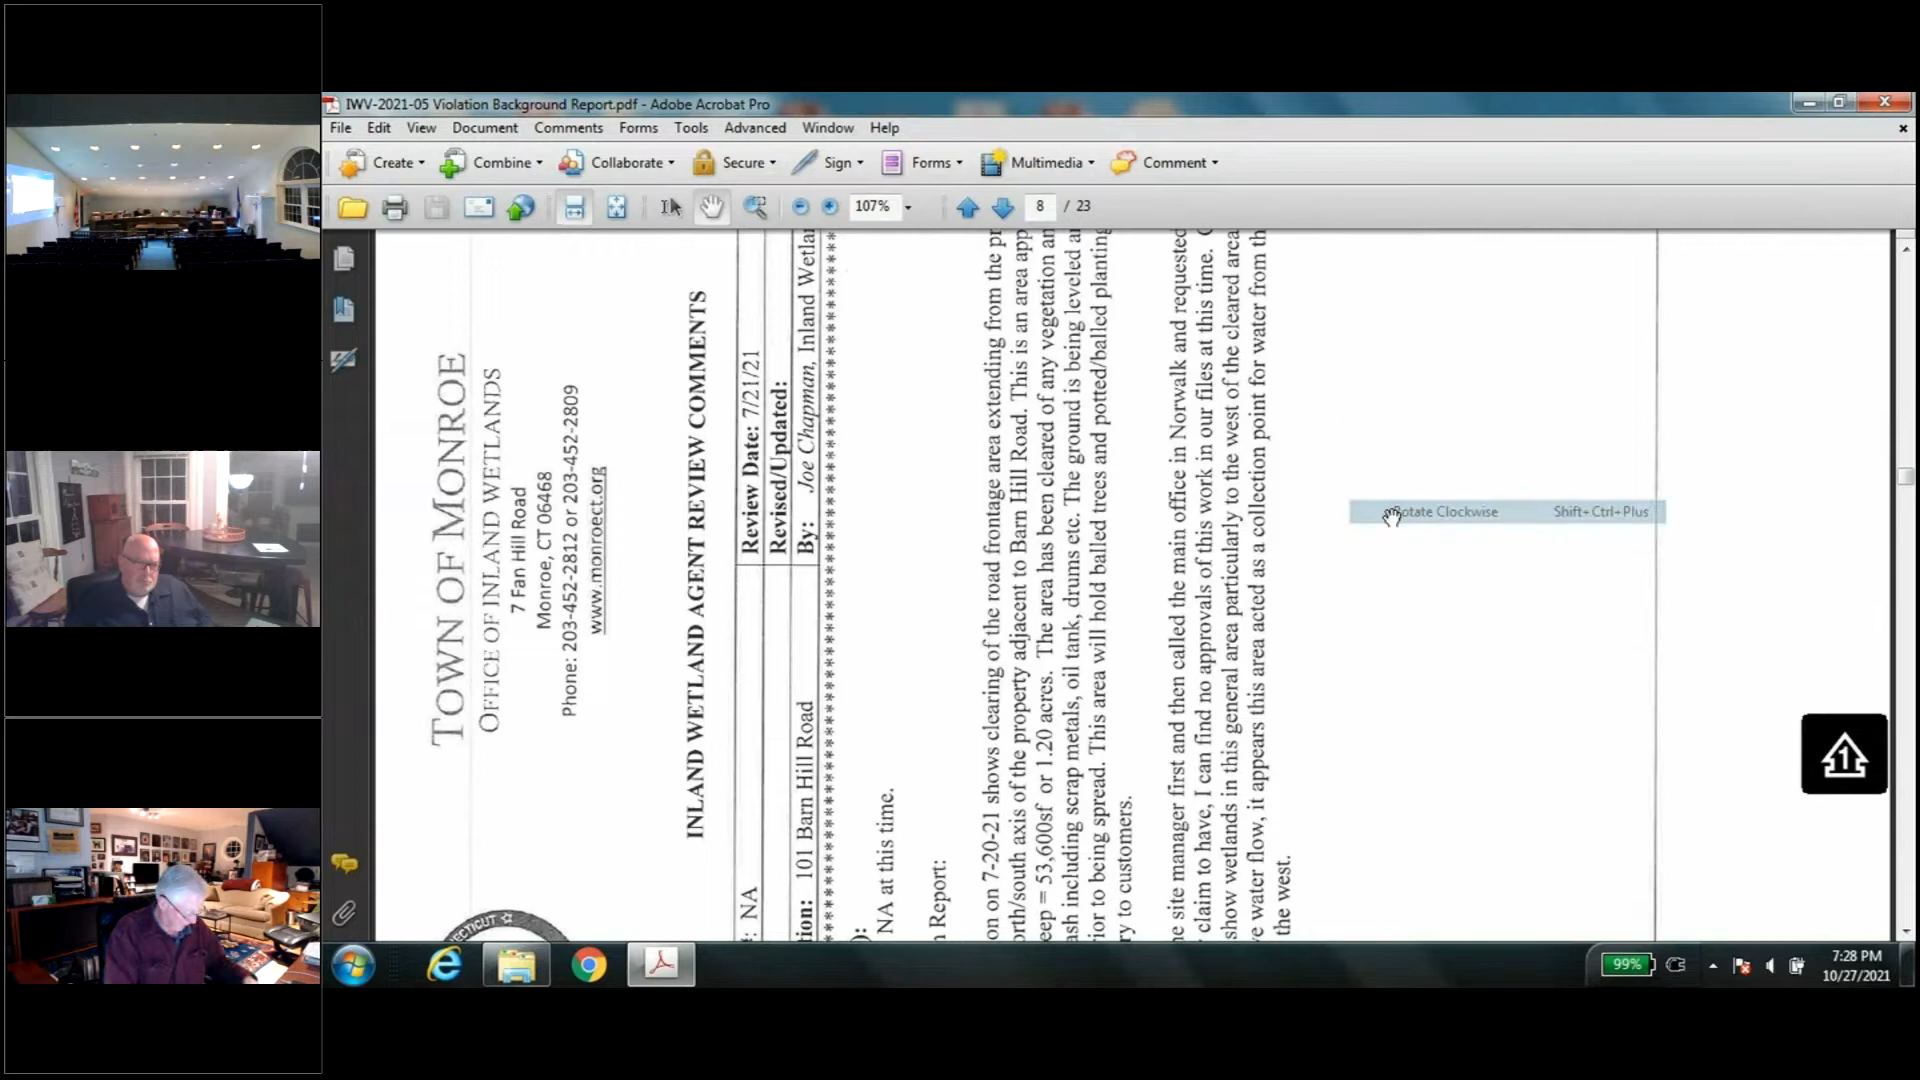 IWV-2021-05 Violation Background Report.pdf - Adobe Acrobat Pro
File Edit View Document Comments Forms Tools Advanced Window Help
Create Combine Collaborate Secure Sign Forms Multimedia Comment
107% 8 / 23
TOWN OF MONROE
OFFICE OF INLAND WETLANDS
7 Fan Hill Road
Monroe, CT 06468
Phone: 203-452-2812 or 203-452-2809
www.monroect.org
INLAND WETLAND AGENT REVIEW COMMENTS
: NA Review Date: 7/21/21
Revised/Updated:
tion: 101 Barn Hill Road By: Joe Chapman, Inland Wetlan
):
NA at this time.
n Report:
on on 7-20-21 shows clearing of the road frontage area extending from the pr
orth/south axis of the property adjacent to Barn Hill Road. This is an area app
eep = 53,600sf or 1.20 acres. The area has been cleared of any vegetation an
ash including scrap metals, oil tank, drums etc. The ground is being leveled an
ior to being spread. This area will hold balled trees and potted/balled planting
ry to customers.
he site manager first and then called the main office in Norwalk and requested
claim to have, I can find no approvals of this work in our files at this time.
show wetlands in this general area particularly to the west of the cleared area
e water flow, it appears this area acted as a collection point for water from th
the west.
ECTICUT
otate Clockwise Shift+Ctrl+Plus
1
99%
7:28 PM
10/27/2021